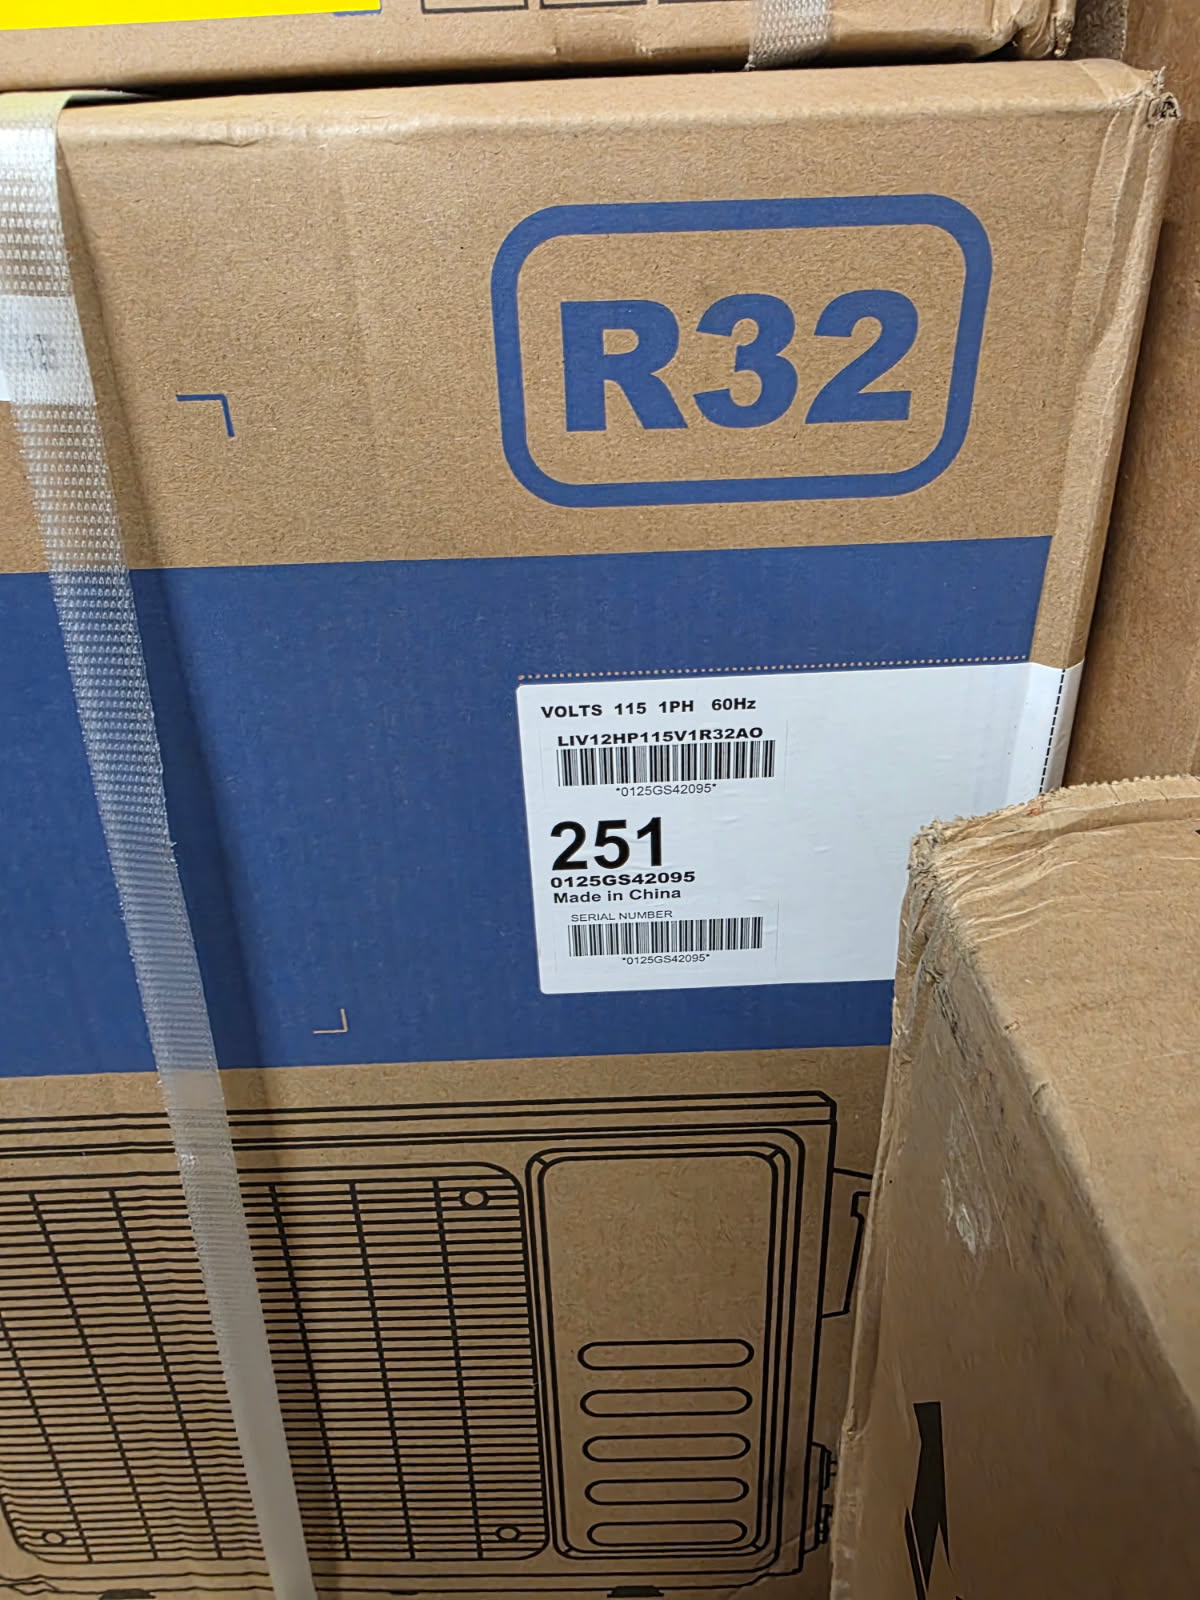 R32
VOLTS 115 1PH 60Hz
LIV12HP115V1R32AO
*0125GS42095*
251
0125GS42095
Made in China
SERIAL NUMBER
*0125GS42095*